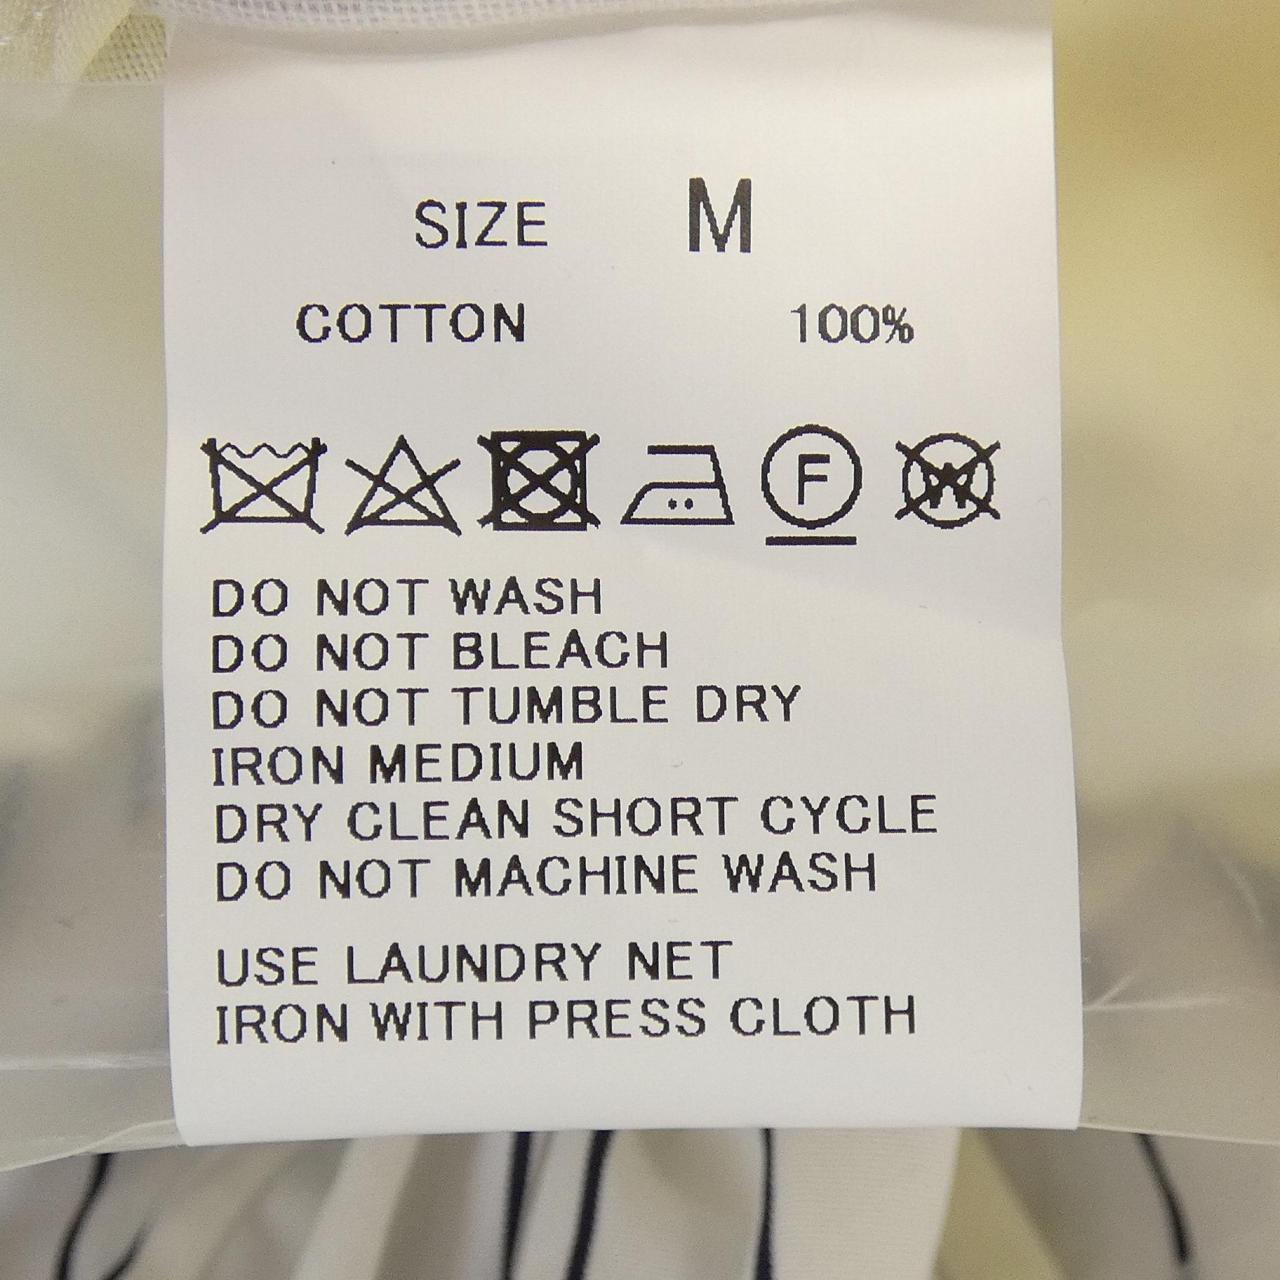 SIZE M
COTTON 100%
F W
DO NOT WASH
DO NOT BLEACH
DO NOT TUMBLE DRY
IRON MEDIUM
DRY CLEAN SHORT CYCLE
DO NOT MACHINE WASH
USE LAUNDRY NET
IRON WITH PRESS CLOTH